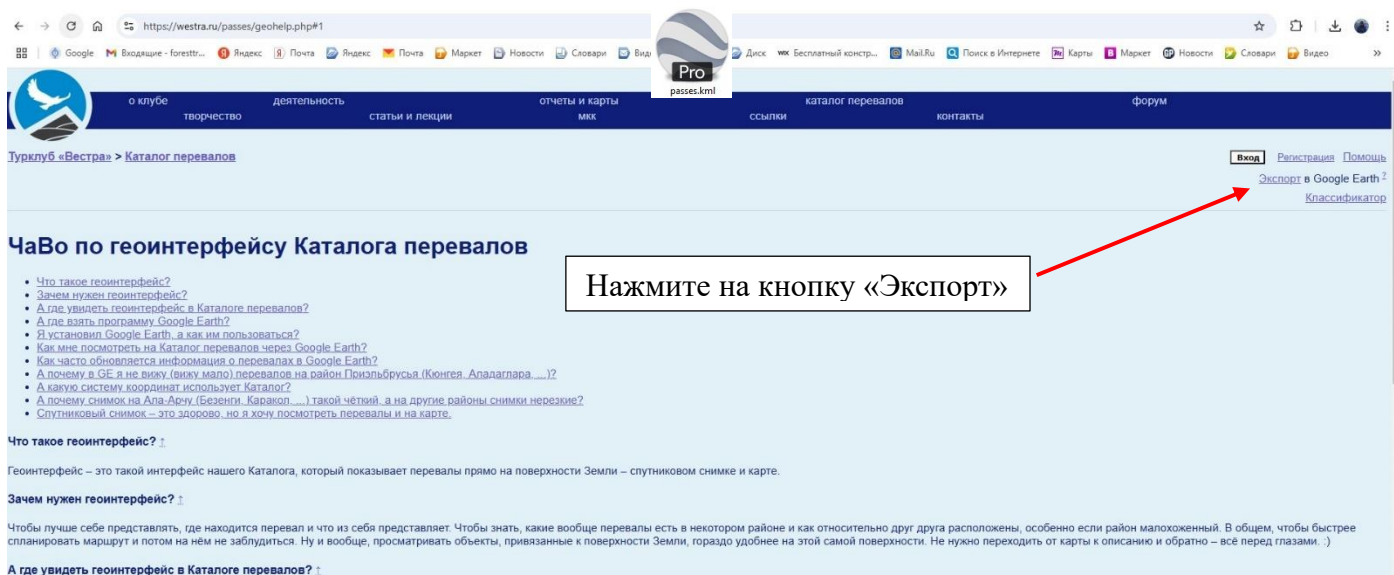 https://westra.ru/passes/geohelp.php#1
Google Входящие - foresttr... Яндекс Почта Яндекс Почта Маркет Новости Словари Диск Бесплатный констр... Mail.Ru Поиск в Интернете Карты Маркет Новости Словари Видео »
Pro
passes.kml
о клубе деятельность отчеты и карты каталог перевалов форум
творчество статьи и лекции мкк ссылки контакты
Турклуб «Вестра» > Каталог перевалов
Вход Регистрация Помощь
Экспорт в Google Earth ?
Классификатор
ЧаВо по геоинтерфейсу Каталога перевалов
Нажмите на кнопку «Экспорт»
• Что такое геоинтерфейс?
• Зачем нужен геоинтерфейс?
• А где увидеть геоинтерфейс в Каталоге перевалов?
• А где взять программу Google Earth?
• Я установил Google Earth, а как им пользоваться?
• Как мне посмотреть на Каталог перевалов через Google Earth?
• Как часто обновляется информация о перевалах в Google Earth?
• А почему в GE я не вижу (вижу мало) перевалов на район Приэльбрусья (Кюнгея, Аладаглара, ...)?
• А какую систему координат использует Каталог?
• А почему снимок на Ала-Арчу (Безенги, Каракол, ...) такой чёткий, а на другие районы снимки нерезкие?
• Спутниковый снимок – это здорово, но я хочу посмотреть перевалы и на карте.
Что такое геоинтерфейс? ↑
Геоинтерфейс – это такой интерфейс нашего Каталога, который показывает перевалы прямо на поверхности Земли – спутниковом снимке и карте.
Зачем нужен геоинтерфейс? ↑
Чтобы лучше себе представлять, где находится перевал и что из себя представляет. Чтобы знать, какие вообще перевалы есть в некотором районе и как относительно друг друга расположены, особенно если район малохоженный. В общем, чтобы быстрее
спланировать маршрут и потом на нём не заблудиться. Ну и вообще, просматривать объекты, привязанные к поверхности Земли, гораздо удобнее на этой самой поверхности. Не нужно переходить от карты к описанию и обратно – всё перед глазами. :)
А где увидеть геоинтерфейс в Каталоге перевалов? ↑